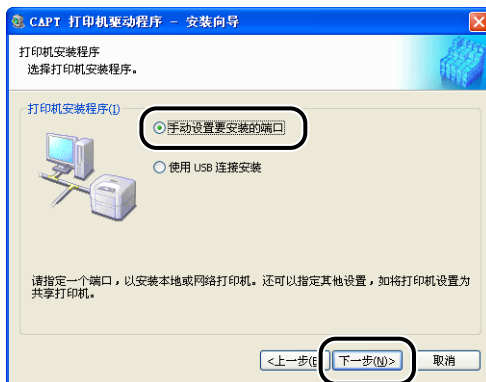 CAPT 打印机驱动程序 - 安装向导
打印机安装程序
选择打印机安装程序。
打印机安装程序(I)
手动设置要安装的端口
使用 USB 连接安装
请指定一个端口，以安装本地或网络打印机。还可以指定其他设置，如将打印机设置为
共享打印机。
<上一步(
下一步(N)>
取消